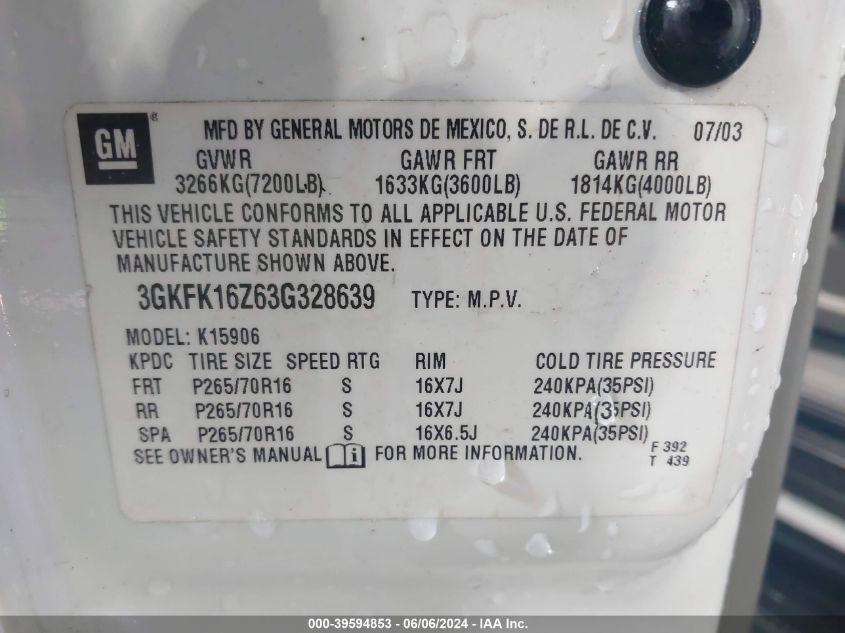 GM ®
MFD BY GENERAL MOTORS DE MEXICO, S. DE R.L. DE C.V. 07/03
GVWR GAWR FRT GAWR RR
3266KG(7200LB) 1633KG(3600LB) 1814KG(4000LB)
THIS VEHICLE CONFORMS TO ALL APPLICABLE U.S. FEDERAL MOTOR
VEHICLE SAFETY STANDARDS IN EFFECT ON THE DATE OF
MANUFACTURE SHOWN ABOVE.
3GKFK16Z63G328639 TYPE: M.P.V.
MODEL: K15906
KPDC TIRE SIZE SPEED RTG RIM COLD TIRE PRESSURE
FRT P265/70R16 S 16X7J 240KPA(35PSI)
RR P265/70R16 S 16X7J 240KPA(35PSI)
SPA P265/70R16 S 16X6.5J 240KPA(35PSI)
SEE OWNER'S MANUAL i FOR MORE INFORMATION.
F 392
T 439
000-39594853 - 06/06/2024 - IAAI Inc.